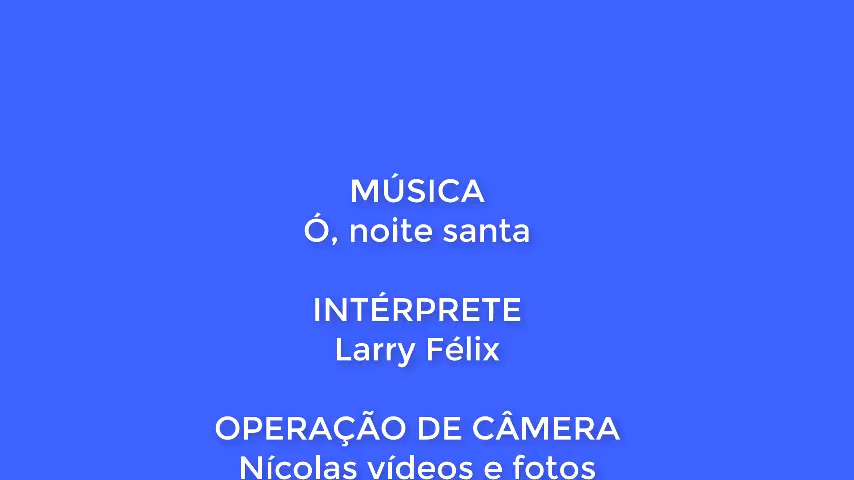 MÚSICA
Ó, noite santa
INTÉRPRETE
Larry Félix
OPERAÇÃO DE CÂMERA
Nícolas vídeos e fotos